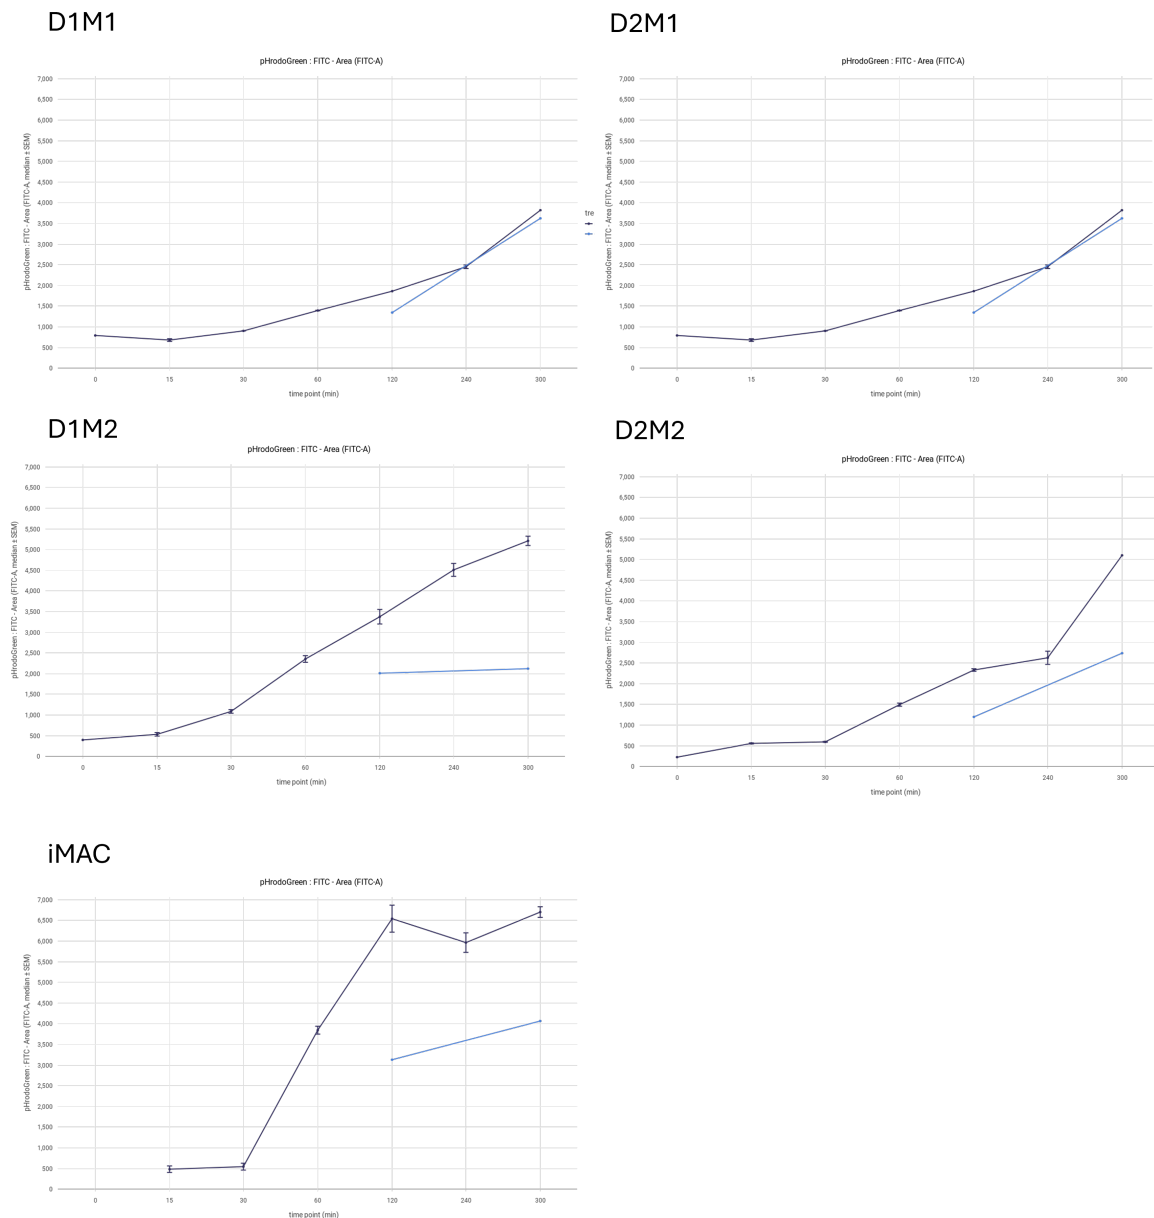 D1M1
pHrodoGreen : FITC - Area (FITC-A)
pHrodoGreen : FITC - Area (FITC-A, median ± SEM)
7,000
6,500
6,000
5,500
5,000
4,500
4,000
3,500
3,000
2,500
2,000
1,500
1,000
500
0
0 15 30 60 120 240 300
time point (min)
tre
D2M1
pHrodoGreen : FITC - Area (FITC-A)
pHrodoGreen : FITC - Area (FITC-A, median ± SEM)
7,000
6,500
6,000
5,500
5,000
4,500
4,000
3,500
3,000
2,500
2,000
1,500
1,000
500
0
0 15 30 60 120 240 300
time point (min)
D1M2
pHrodoGreen : FITC - Area (FITC-A)
pHrodoGreen : FITC - Area (FITC-A, median ± SEM)
7,000
6,500
6,000
5,500
5,000
4,500
4,000
3,500
3,000
2,500
2,000
1,500
1,000
500
0
0 15 30 60 120 240 300
time point (min)
D2M2
pHrodoGreen : FITC - Area (FITC-A)
pHrodoGreen : FITC - Area (FITC-A, median ± SEM)
7,000
6,500
6,000
5,500
5,000
4,500
4,000
3,500
3,000
2,500
2,000
1,500
1,000
500
0
0 15 30 60 120 240 300
time point (min)
iMAC
pHrodoGreen : FITC - Area (FITC-A)
pHrodoGreen : FITC - Area (FITC-A, median ± SEM)
7,000
6,500
6,000
5,500
5,000
4,500
4,000
3,500
3,000
2,500
2,000
1,500
1,000
500
0
0 15 30 60 120 240 300
time point (min)